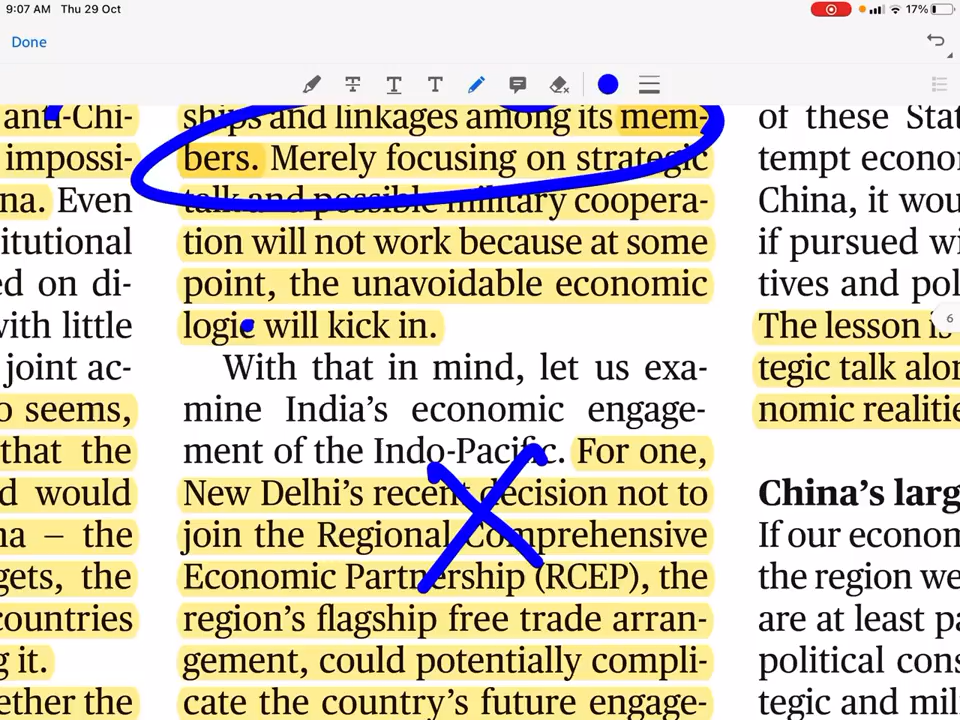 9:07 AM Thu 29 Oct
17%
Done
anti-Chi-
impossi-
na. Even
itutional
ed on di-
with little
joint ac-
o seems,
that the
d would
na – the
gets, the
countries
g it.
ether the
ships and linkages among its mem-
bers. Merely focusing on strategic
talk and possible military coopera-
tion will not work because at some
point, the unavoidable economic
logic will kick in.
With that in mind, let us exa-
mine India's economic engage-
ment of the Indo-Pacific. For one,
New Delhi's recent decision not to
join the Regional Comprehensive
Economic Partnership (RCEP), the
region's flagship free trade arran-
gement, could potentially compli-
cate the country's future engage-
of these Stat
tempt econo
China, it wou
if pursued wi
tives and pol
The lesson is
tegic talk alon
nomic realitie
China's larg
If our econom
the region we
are at least pa
political cons
tegic and mil
6